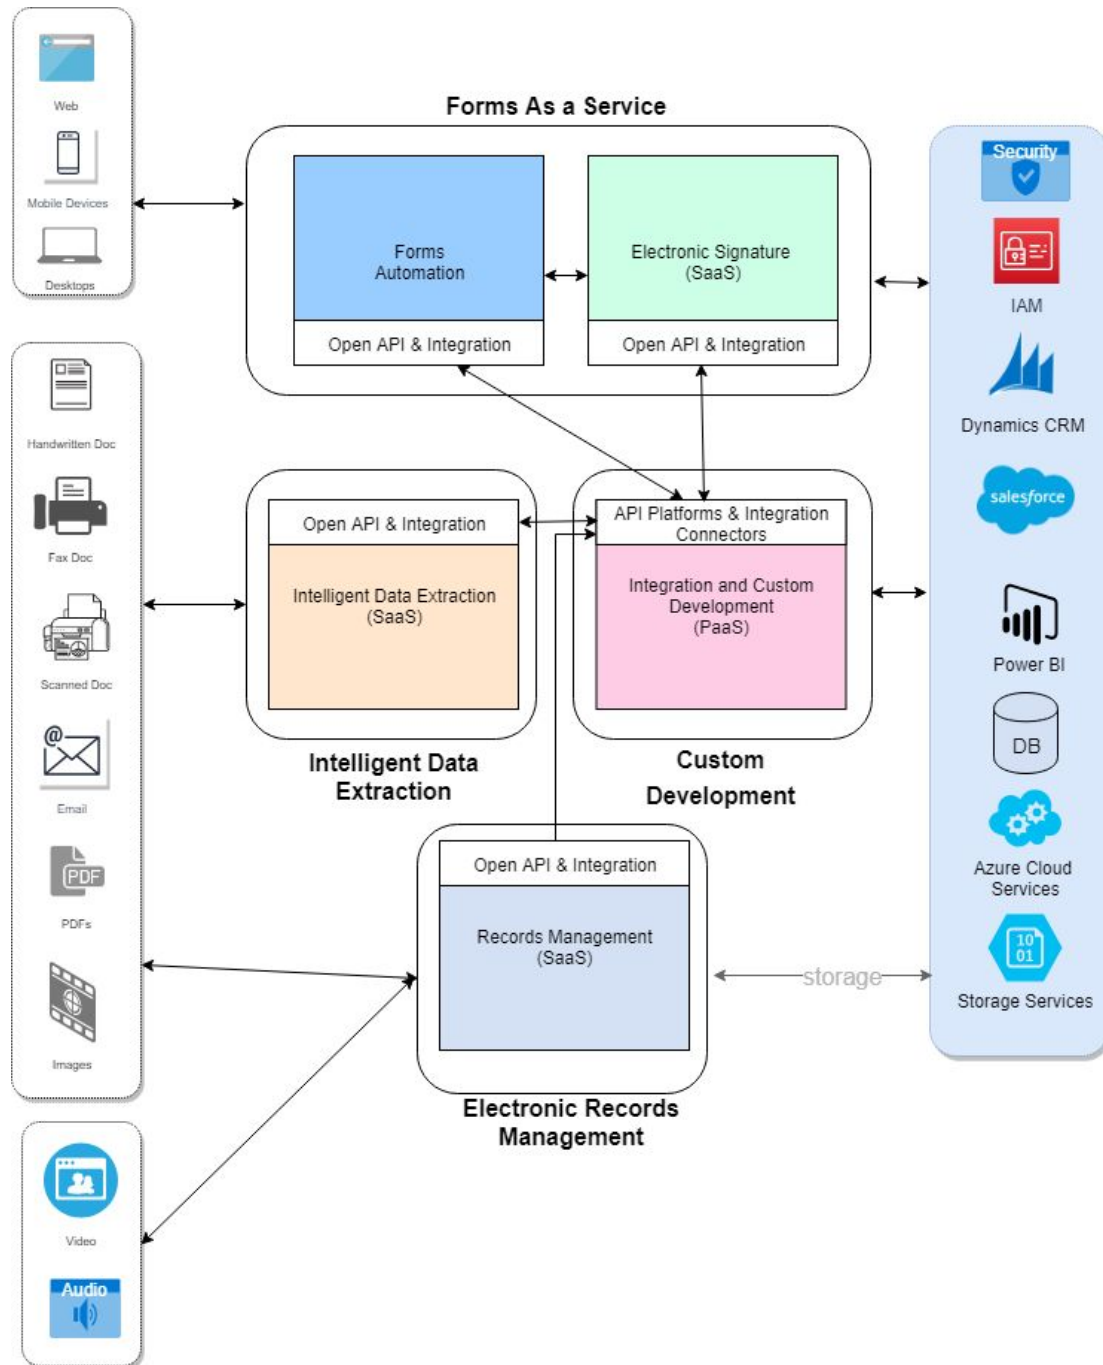 Web
Mobile Devices
Desktops
Handwritten Doc
Fax Doc
Scanned Doc
@
Email
PDF
PDFs
Images
Video
Audio
Forms As a Service
Forms
Automation
Open API & Integration
Electronic Signature
(SaaS)
Open API & Integration
Open API & Integration
Intelligent Data Extraction
(SaaS)
Intelligent Data
Extraction
API Platforms & Integration
Connectors
Integration and Custom
Development
(PaaS)
Custom
Development
Open API & Integration
Records Management
(SaaS)
Electronic Records
Management
storage
Security
IAM
Dynamics CRM
salesforce
Power BI
DB
Azure Cloud
Services
10
01
Storage Services